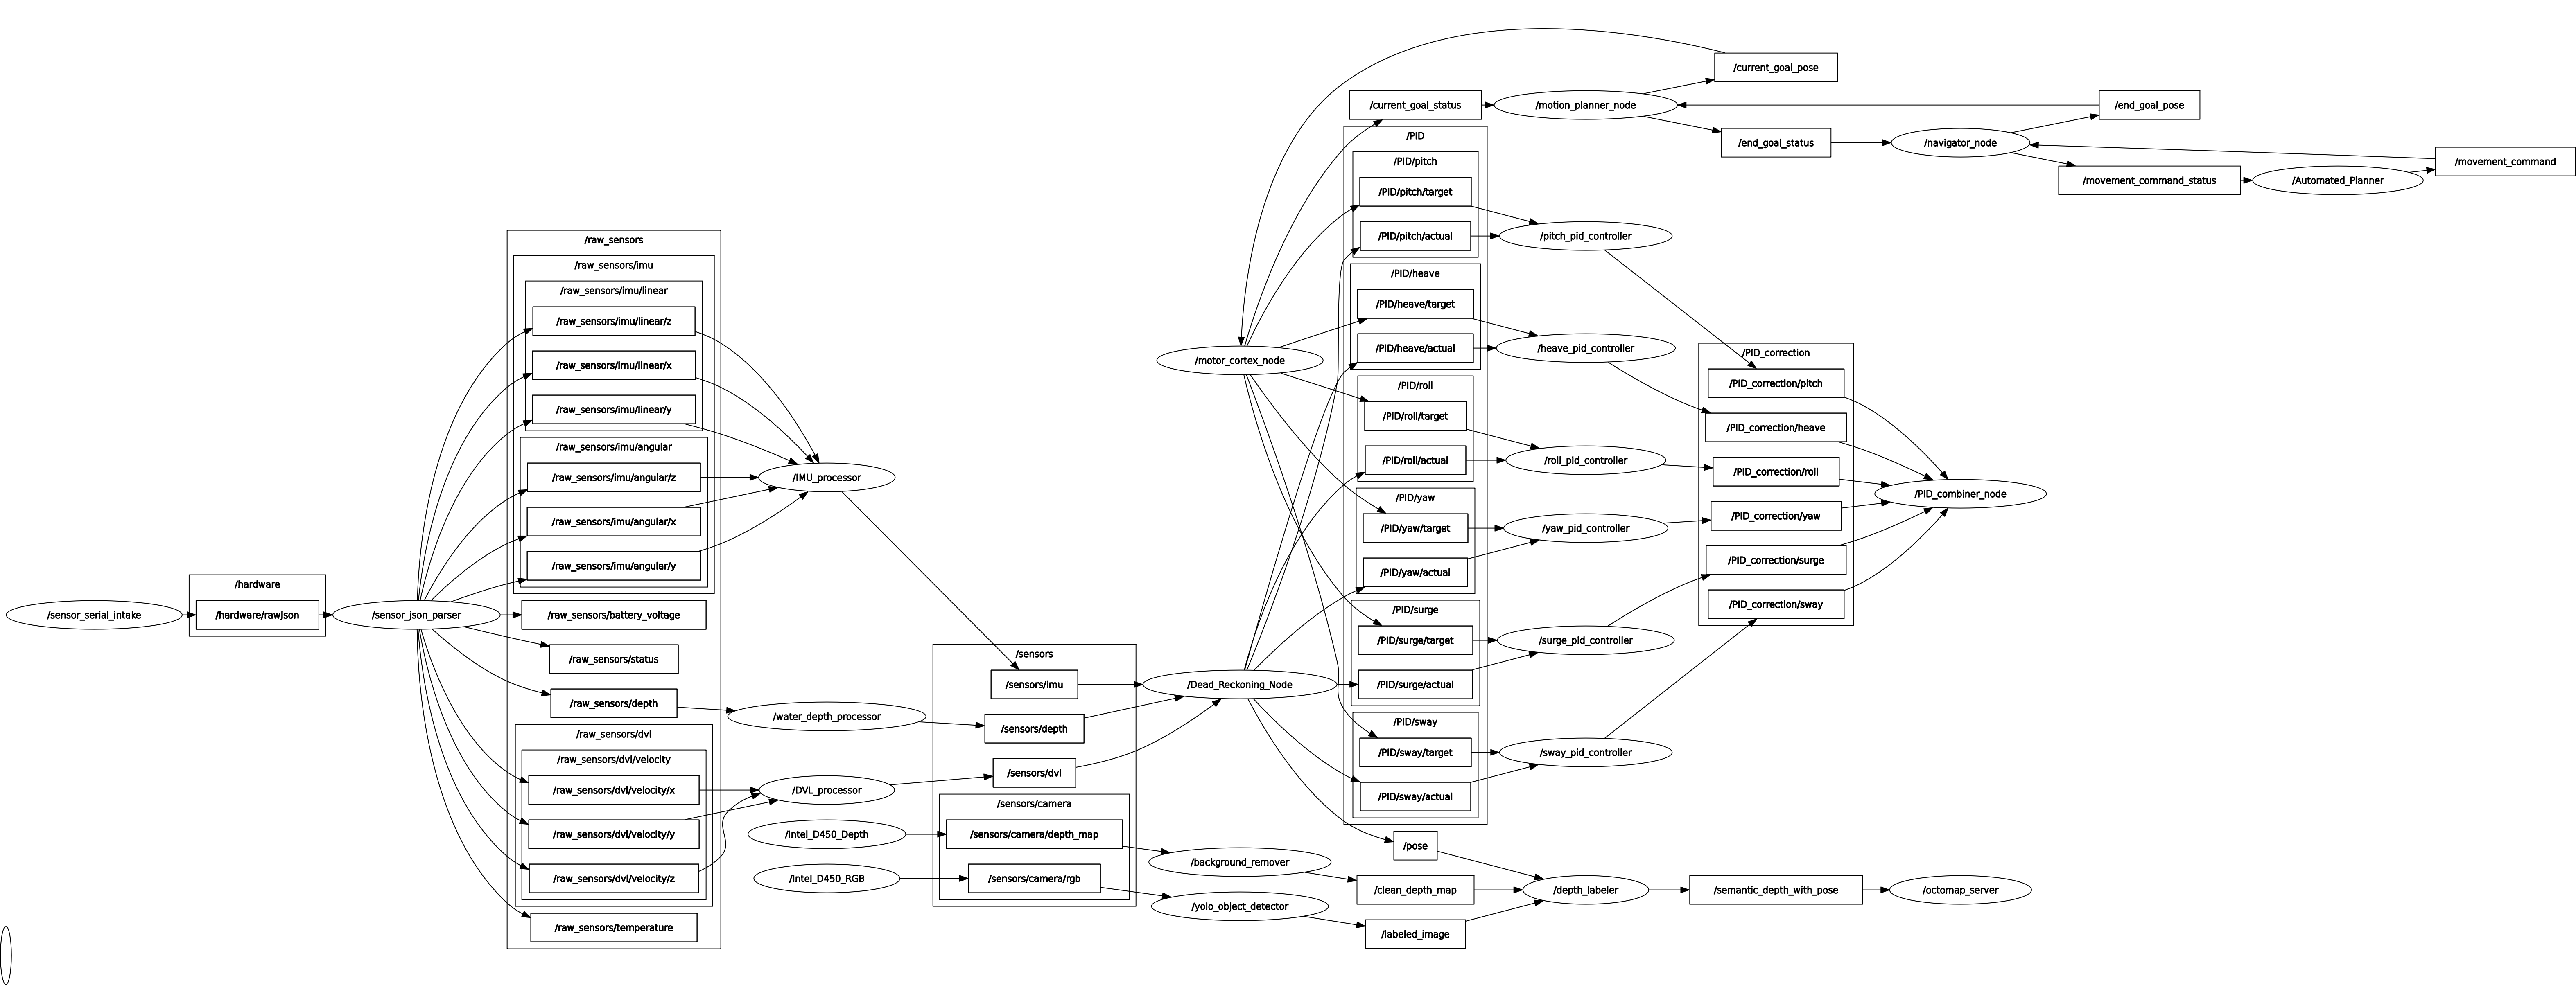 /sensor_serial_intake
/hardware
/hardware/rawJson
/sensor_json_parser
/raw_sensors
/raw_sensors/imu
/raw_sensors/imu/linear
/raw_sensors/imu/linear/z
/raw_sensors/imu/linear/x
/raw_sensors/imu/linear/y
/raw_sensors/imu/angular
/raw_sensors/imu/angular/z
/raw_sensors/imu/angular/x
/raw_sensors/imu/angular/y
/raw_sensors/battery_voltage
/raw_sensors/status
/raw_sensors/depth
/raw_sensors/dvl
/raw_sensors/dvl/velocity
/raw_sensors/dvl/velocity/x
/raw_sensors/dvl/velocity/y
/raw_sensors/dvl/velocity/z
/raw_sensors/temperature
/IMU_processor
/water_depth_processor
/DVL_processor
/Intel_D450_Depth
/Intel_D450_RGB
/sensors
/sensors/imu
/sensors/depth
/sensors/dvl
/sensors/camera
/sensors/camera/depth_map
/sensors/camera/rgb
/motor_cortex_node
/Dead_Reckoning_Node
/background_remover
/yolo_object_detector
/current_goal_status
/PID
/PID/pitch
/PID/pitch/target
/PID/pitch/actual
/PID/heave
/PID/heave/target
/PID/heave/actual
/PID/roll
/PID/roll/target
/PID/roll/actual
/PID/yaw
/PID/yaw/target
/PID/yaw/actual
/PID/surge
/PID/surge/target
/PID/surge/actual
/PID/sway
/PID/sway/target
/PID/sway/actual
/pose
/clean_depth_map
/labeled_image
/motion_planner_node
/pitch_pid_controller
/heave_pid_controller
/roll_pid_controller
/yaw_pid_controller
/surge_pid_controller
/sway_pid_controller
/depth_labeler
/current_goal_pose
/end_goal_status
/PID_correction
/PID_correction/pitch
/PID_correction/heave
/PID_correction/roll
/PID_correction/yaw
/PID_correction/surge
/PID_correction/sway
/semantic_depth_with_pose
/navigator_node
/PID_combiner_node
/octomap_server
/end_goal_pose
/movement_command_status
/Automated_Planner
/movement_command